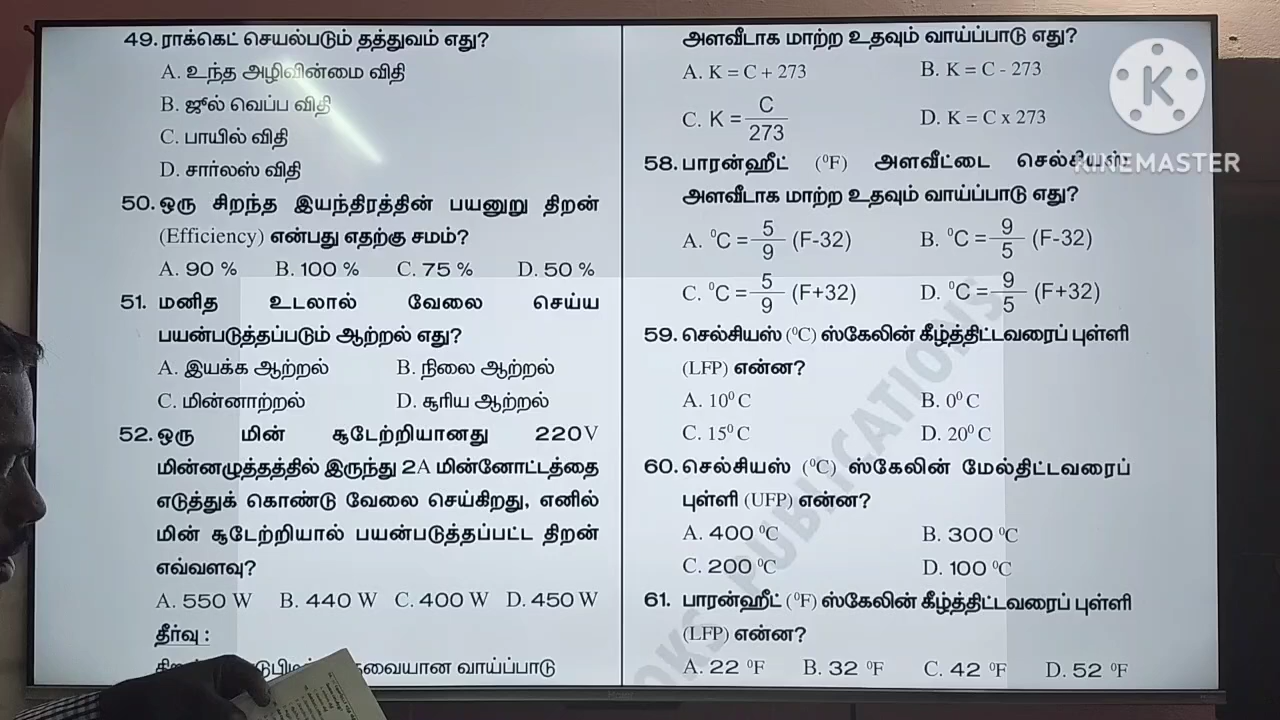 49. ராக்கெட் செயல்படும் தத்துவம் எது?
A. உந்த அழிவின்மை விதி
B. ஜூல் வெப்ப விதி
C. பாயில் விதி
D. சார்லஸ் விதி
50. ஒரு சிறந்த இயந்திரத்தின் பயனுறு திறன்
(Efficiency) என்பது எதற்கு சமம்?
A. 90 % B. 100 % C. 75 % D. 50 %
51. மனித உடலால் வேலை செய்ய
பயன்படுத்தப்படும் ஆற்றல் எது?
A. இயக்க ஆற்றல் B. நிலை ஆற்றல்
C. மின்னாற்றல் D. சூரிய ஆற்றல்
52. ஒரு மின் சூடேற்றியானது 220V
மின்னழுத்தத்தில் இருந்து 2A மின்னோட்டத்தை
எடுத்துக் கொண்டு வேலை செய்கிறது, எனில்
மின் சூடேற்றியால் பயன்படுத்தப்பட்ட திறன்
எவ்வளவு?
A. 550 W B. 440 W C. 400 W D. 450 W
தீர்வு :
வாய்ப்பாடு
அளவீடாக மாற்ற உதவும் வாய்ப்பாடு எது?
A. K = C + 273 B. K = C - 273
C. K = C/273 D. K = C x 273
58. பாரன்ஹீட் (⁰F) அளவீட்டை செல்சியஸ்
அளவீடாக மாற்ற உதவும் வாய்ப்பாடு எது?
A. ⁰C = 5/9 (F-32) B. ⁰C = 9/5 (F-32)
C. ⁰C = 5/9 (F+32) D. ⁰C = 9/5 (F+32)
59. செல்சியஸ் (⁰C) ஸ்கேலின் கீழ்த்திட்டவரைப் புள்ளி
(LFP) என்ன?
A. 10⁰ C B. 0⁰ C
C. 15⁰ C D. 20⁰ C
60. செல்சியஸ் (⁰C) ஸ்கேலின் மேல்திட்டவரைப்
புள்ளி (UFP) என்ன?
A. 400 ⁰C B. 300 ⁰C
C. 200 ⁰C D. 100 ⁰C
61. பாரன்ஹீட் (⁰F) ஸ்கேலின் கீழ்த்திட்டவரைப் புள்ளி
(LFP) என்ன?
A. 22 ⁰F B. 32 ⁰F C. 42 ⁰F D. 52 ⁰F
K
KINEMASTER
PUBLICATIONS